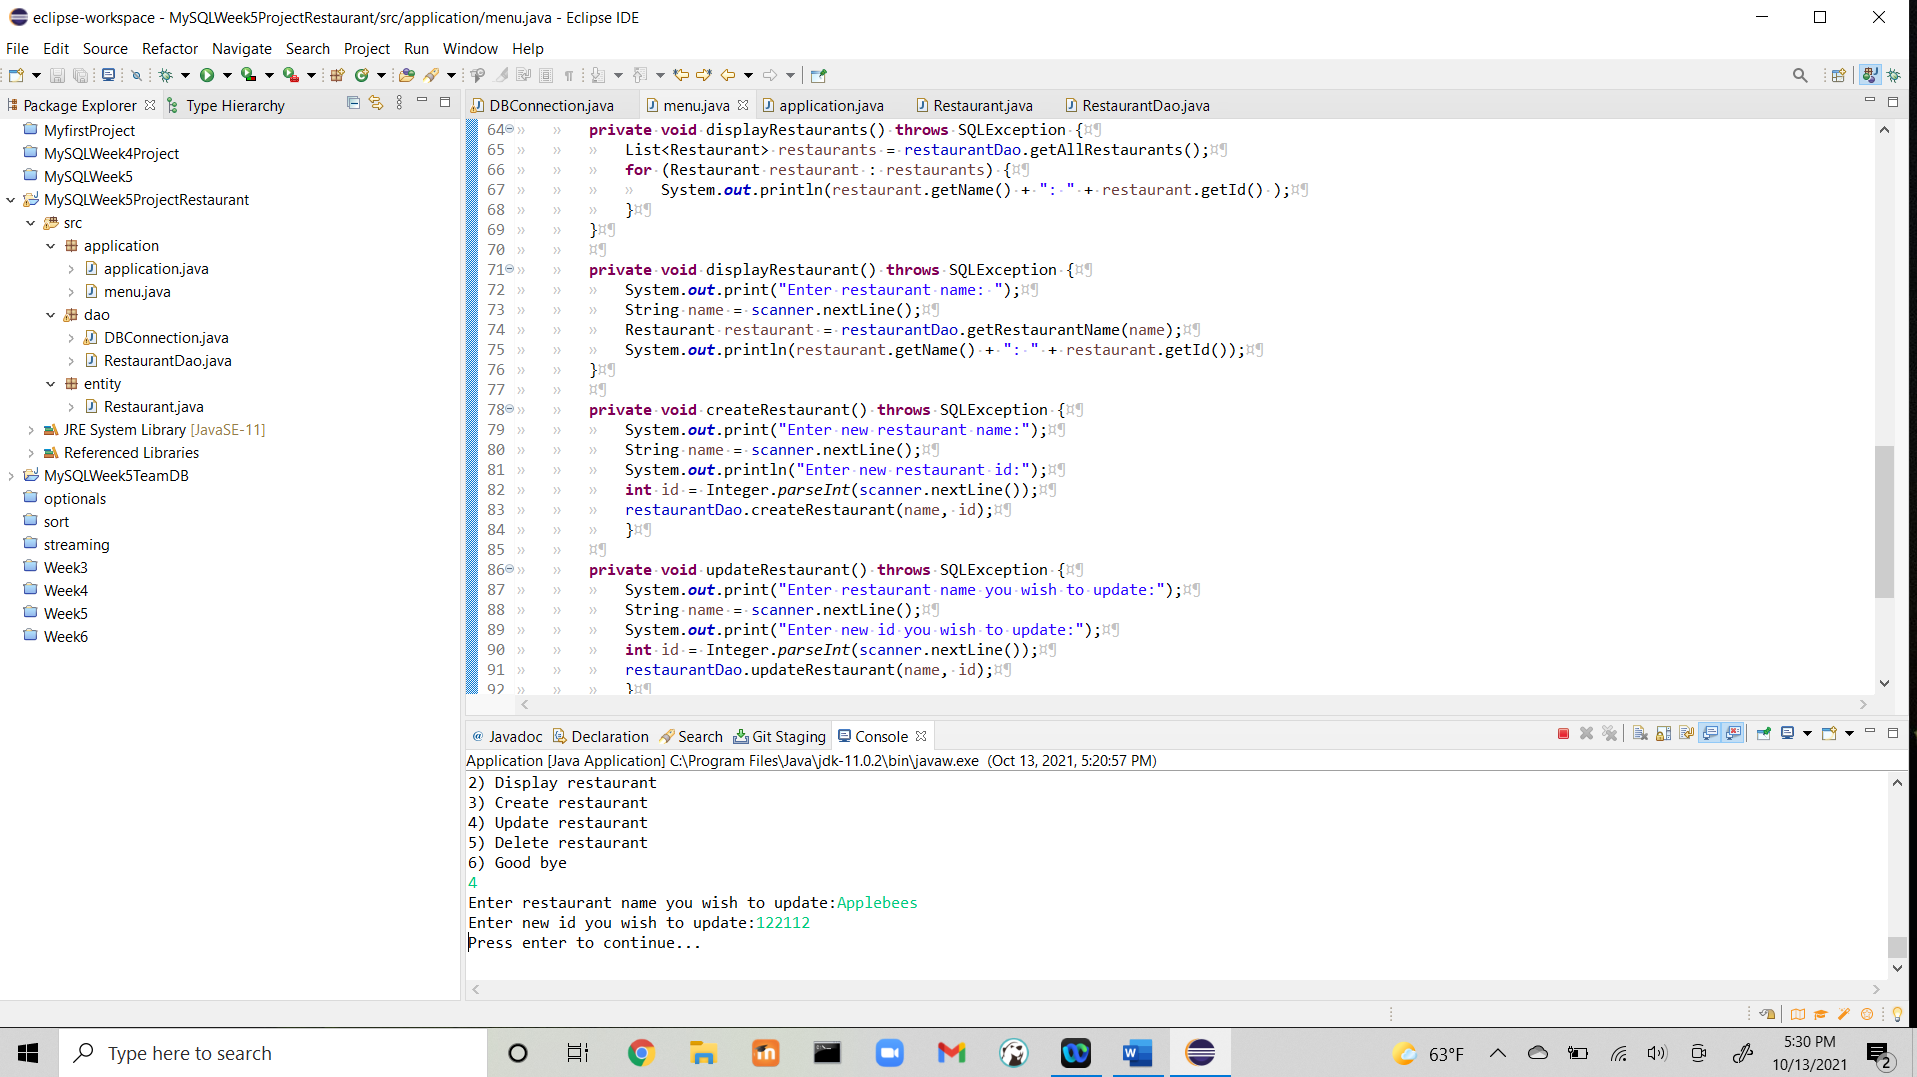 eclipse-workspace - MySQLWeek5ProjectRestaurant/src/application/menu.java - Eclipse IDE
File Edit Source Refactor Navigate Search Project Run Window Help
Package Explorer Type Hierarchy
DBConnection.java menu.java application.java Restaurant.java RestaurantDao.java
MyfirstProject
MySQLWeek4Project
MySQLWeek5
MySQLWeek5ProjectRestaurant
src
application
application.java
menu.java
dao
DBConnection.java
RestaurantDao.java
entity
Restaurant.java
JRE System Library [JavaSE-11]
Referenced Libraries
MySQLWeek5TeamDB
optionals
sort
streaming
Week3
Week4
Week5
Week6
64 private void displayRestaurants() throws SQLException {
65 List<Restaurant> restaurants = restaurantDao.getAllRestaurants();
66 for (Restaurant restaurant : restaurants) {
67 System.out.println(restaurant.getName() + ": " + restaurant.getId() );
68 }
69 }
70
71 private void displayRestaurant() throws SQLException {
72 System.out.print("Enter restaurant name: ");
73 String name = scanner.nextLine();
74 Restaurant restaurant = restaurantDao.getRestaurantName(name);
75 System.out.println(restaurant.getName() + ": " + restaurant.getId());
76 }
77
78 private void createRestaurant() throws SQLException {
79 System.out.print("Enter new restaurant name:");
80 String name = scanner.nextLine();
81 System.out.println("Enter new restaurant id:");
82 int id = Integer.parseInt(scanner.nextLine());
83 restaurantDao.createRestaurant(name, id);
84 }
85
86 private void updateRestaurant() throws SQLException {
87 System.out.print("Enter restaurant name you wish to update:");
88 String name = scanner.nextLine();
89 System.out.print("Enter new id you wish to update:");
90 int id = Integer.parseInt(scanner.nextLine());
91 restaurantDao.updateRestaurant(name, id);
92 }
@ Javadoc Declaration Search Git Staging Console
Application [Java Application] C:\Program Files\Java\jdk-11.0.2\bin\javaw.exe (Oct 13, 2021, 5:20:57 PM)
2) Display restaurant
3) Create restaurant
4) Update restaurant
5) Delete restaurant
6) Good bye
4
Enter restaurant name you wish to update:Applebees
Enter new id you wish to update:122112
Press enter to continue...
Type here to search
63°F
5:30 PM
10/13/2021
2